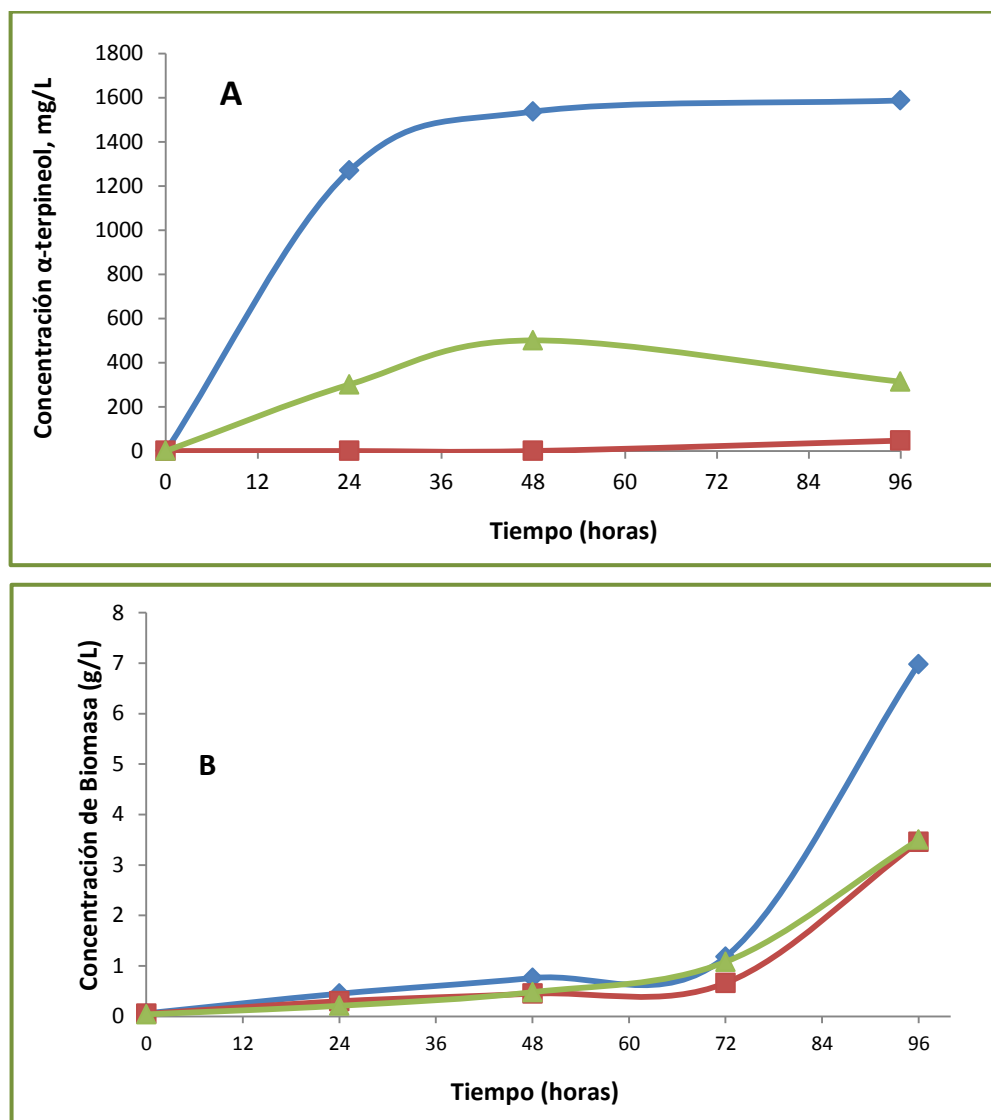 A
Concentración α-terpineol, mg/L
1800
1600
1400
1200
1000
800
600
400
200
0
0 12 24 36 48 60 72 84 96
Tiempo (horas)
B
Concentración de Biomasa (g/L)
8
7
6
5
4
3
2
1
0
0 12 24 36 48 60 72 84 96
Tiempo (horas)